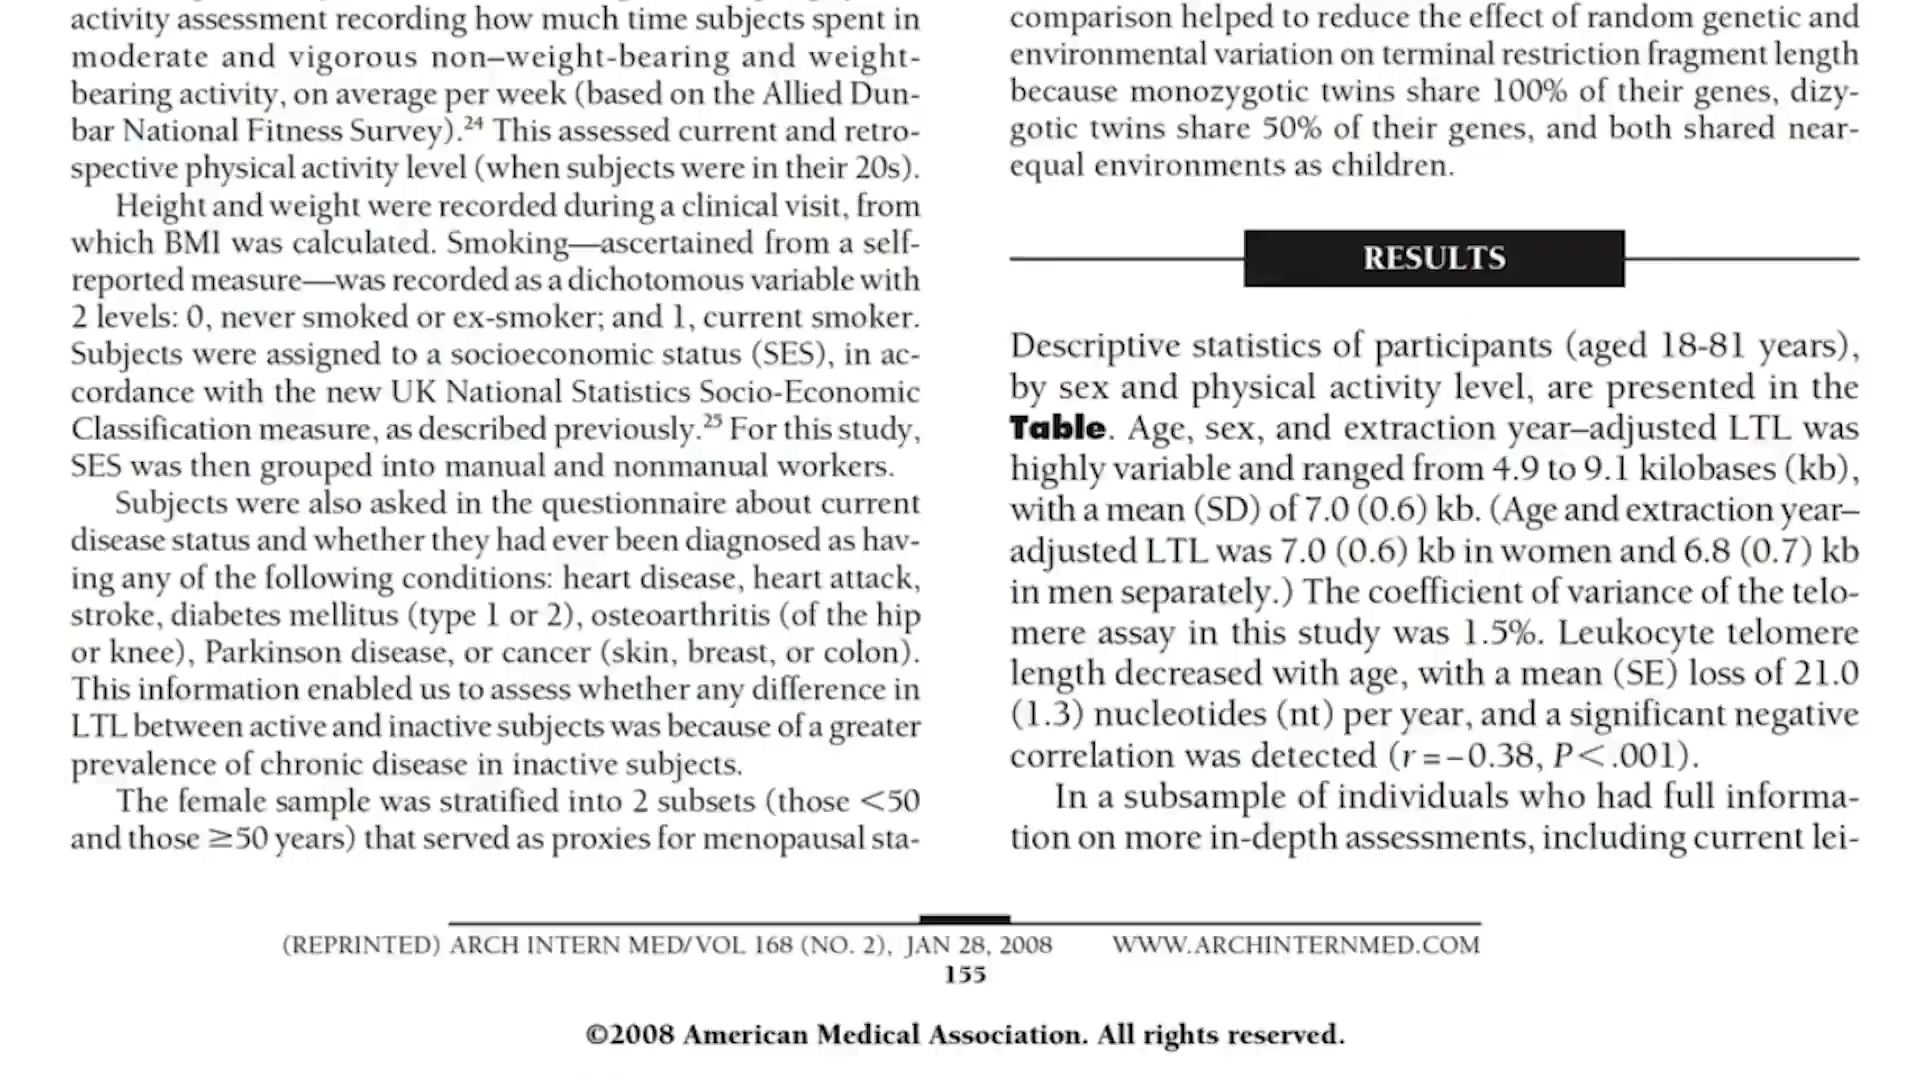 activity assessment recording how much time subjects spent in
moderate and vigorous non–weight-bearing and weight-
bearing activity, on average per week (based on the Allied Dun-
bar National Fitness Survey).24 This assessed current and retro-
spective physical activity level (when subjects were in their 20s).
Height and weight were recorded during a clinical visit, from
which BMI was calculated. Smoking—ascertained from a self-
reported measure—was recorded as a dichotomous variable with
2 levels: 0, never smoked or ex-smoker; and 1, current smoker.
Subjects were assigned to a socioeconomic status (SES), in ac-
cordance with the new UK National Statistics Socio-Economic
Classification measure, as described previously.25 For this study,
SES was then grouped into manual and nonmanual workers.
Subjects were also asked in the questionnaire about current
disease status and whether they had ever been diagnosed as hav-
ing any of the following conditions: heart disease, heart attack,
stroke, diabetes mellitus (type 1 or 2), osteoarthritis (of the hip
or knee), Parkinson disease, or cancer (skin, breast, or colon).
This information enabled us to assess whether any difference in
LTL between active and inactive subjects was because of a greater
prevalence of chronic disease in inactive subjects.
The female sample was stratified into 2 subsets (those <50
and those ≥50 years) that served as proxies for menopausal sta-
comparison helped to reduce the effect of random genetic and
environmental variation on terminal restriction fragment length
because monozygotic twins share 100% of their genes, dizy-
gotic twins share 50% of their genes, and both shared near-
equal environments as children.
RESULTS
Descriptive statistics of participants (aged 18-81 years),
by sex and physical activity level, are presented in the
Table. Age, sex, and extraction year–adjusted LTL was
highly variable and ranged from 4.9 to 9.1 kilobases (kb),
with a mean (SD) of 7.0 (0.6) kb. (Age and extraction year–
adjusted LTL was 7.0 (0.6) kb in women and 6.8 (0.7) kb
in men separately.) The coefficient of variance of the telo-
mere assay in this study was 1.5%. Leukocyte telomere
length decreased with age, with a mean (SE) loss of 21.0
(1.3) nucleotides (nt) per year, and a significant negative
correlation was detected (r = −0.38, P < .001).
In a subsample of individuals who had full informa-
tion on more in-depth assessments, including current lei-
(REPRINTED) ARCH INTERN MED/VOL 168 (NO. 2), JAN 28, 2008 WWW.ARCHINTERNMED.COM
155
©2008 American Medical Association. All rights reserved.